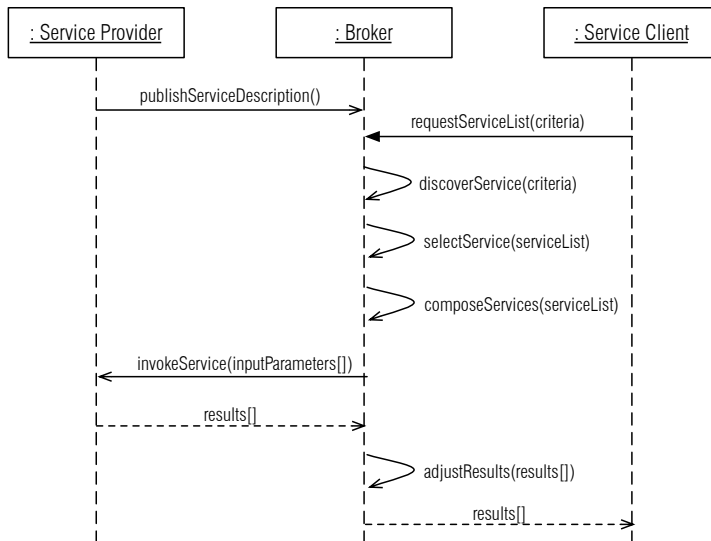 : Service Provider
: Broker
: Service Client
publishServiceDescription()
requestServiceList(criteria)
discoverService(criteria)
selectService(serviceList)
composeServices(serviceList)
invokeService(inputParameters[])
results[]
adjustResults(results[])
results[]